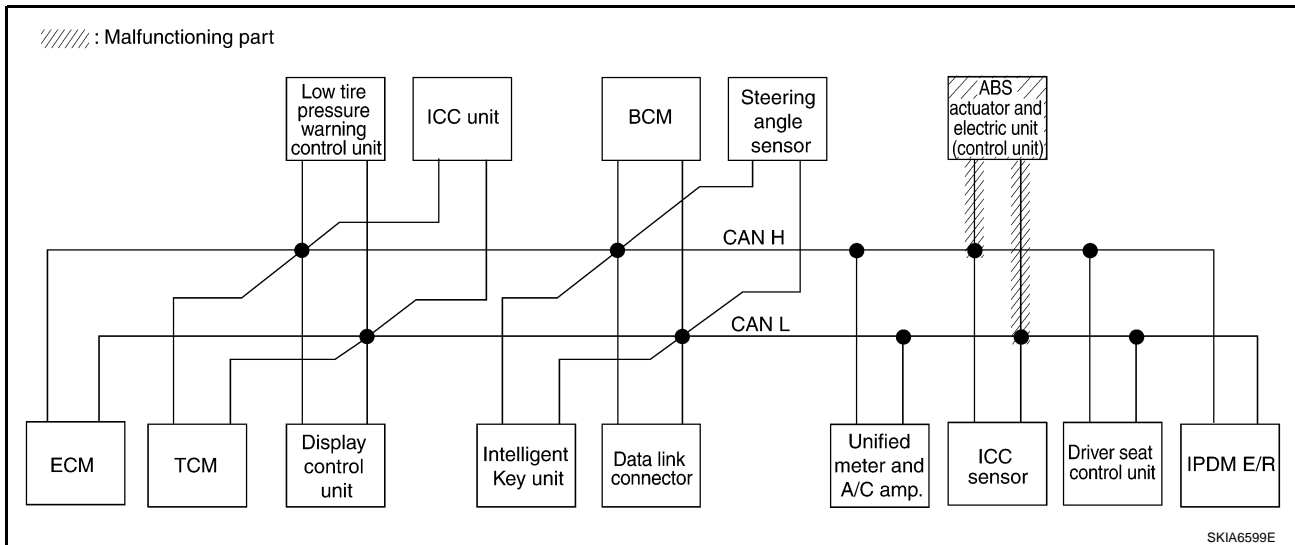 : Malfunctioning part
Low tire
pressure
warning
control unit
ICC unit
BCM
Steering
angle
sensor
ABS
actuator and
electric unit
(control unit)
CAN H
CAN L
ECM
TCM
Display
control
unit
Intelligent
Key unit
Data link
connector
Unified
meter and
A/C amp.
ICC
sensor
Driver seat
control unit
IPDM E/R
SKIA6599E